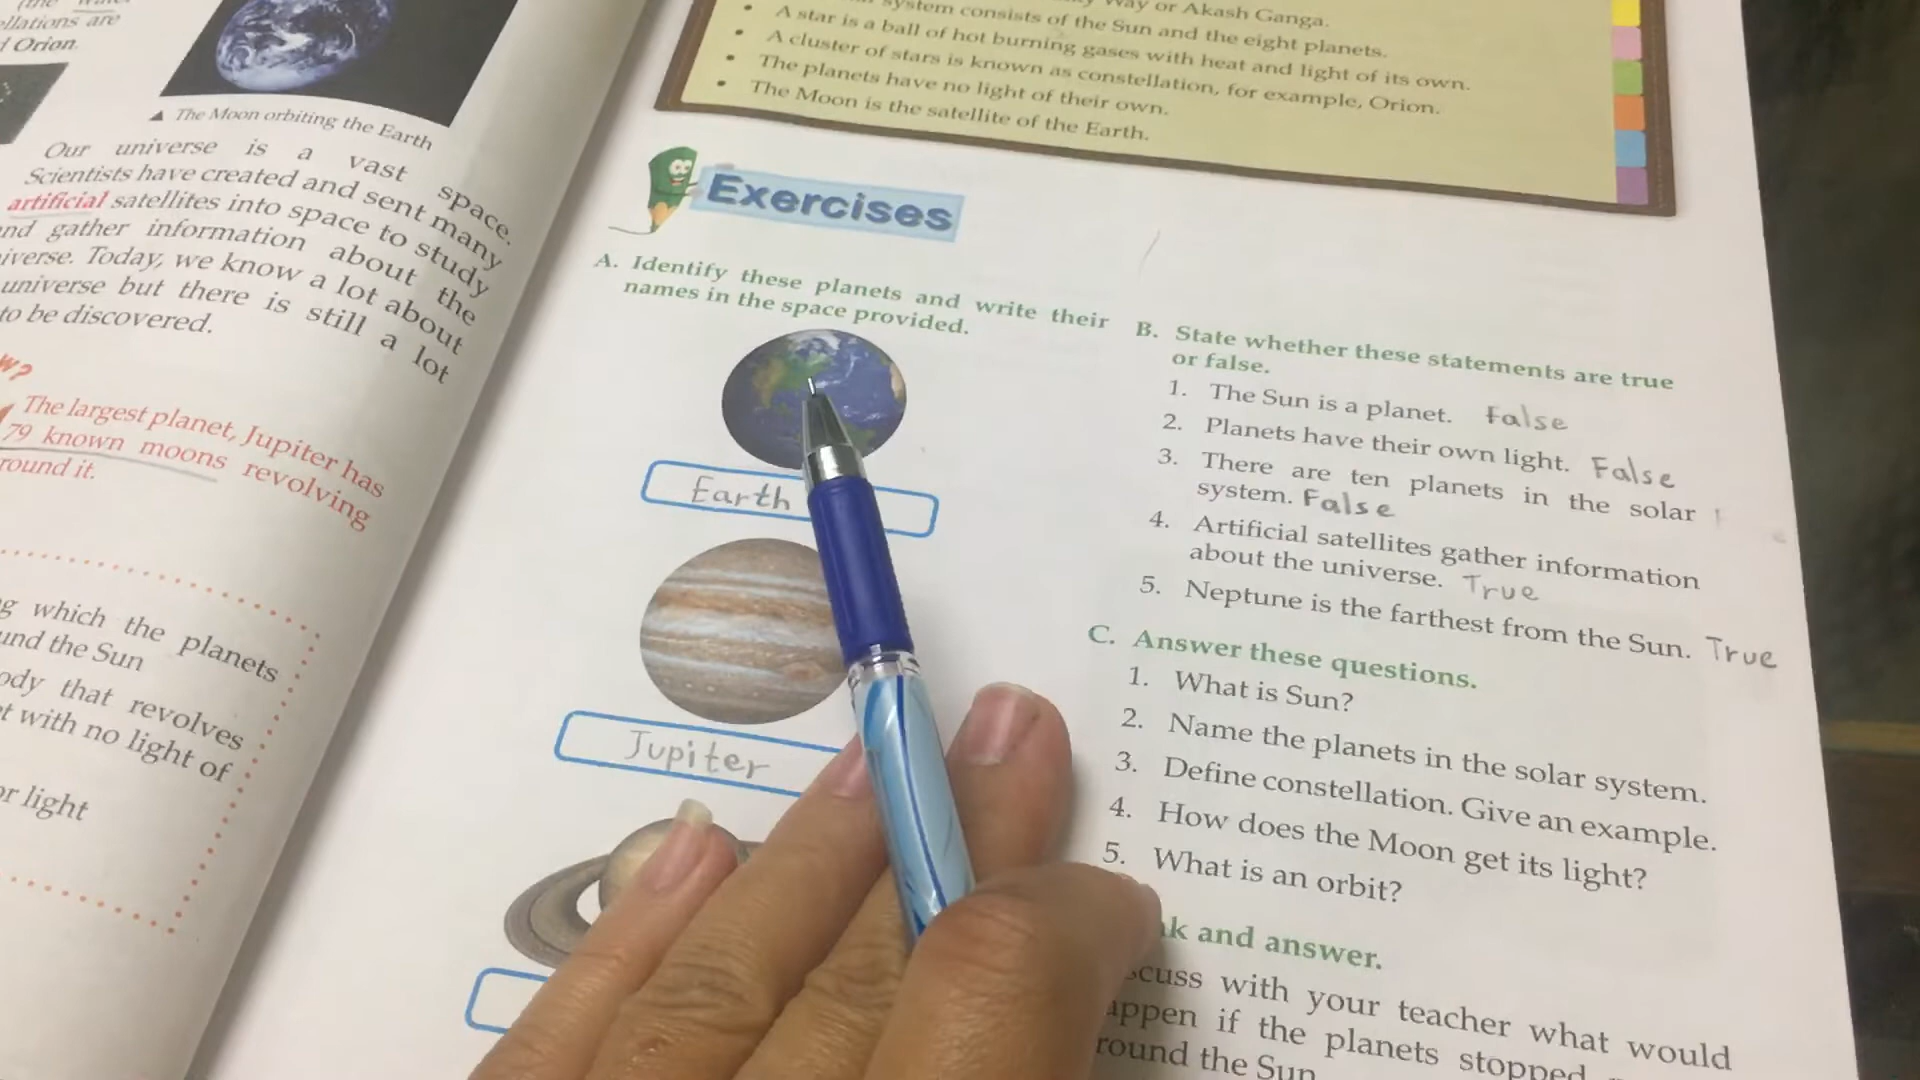 ellations are
Orion.
▲ The Moon orbiting the Earth
Our universe is a vast space.
Scientists have created and sent many
artificial satellites into space to study
and gather information about the
iverse. Today, we know a lot about
universe but there is still a lot
to be discovered.
W?
The largest planet, Jupiter has
79 known moons revolving
round it.
g which the planets
und the Sun
ody that revolves
t with no light of
or light
Way or Akash Ganga.
system consists of the Sun and the eight planets.
• A star is a ball of hot burning gases with heat and light of its own.
• A cluster of stars is known as constellation, for example, Orion.
• The planets have no light of their own.
• The Moon is the satellite of the Earth.
Exercises
A. Identify these planets and write their
names in the space provided.
Earth
Jupiter
B. State whether these statements are true
or false.
1. The Sun is a planet. False
2. Planets have their own light. False
3. There are ten planets in the solar
system. False
4. Artificial satellites gather information
about the universe. True
5. Neptune is the farthest from the Sun. True
C. Answer these questions.
1. What is Sun?
2. Name the planets in the solar system.
3. Define constellation. Give an example.
4. How does the Moon get its light?
5. What is an orbit?
nk and answer.
scuss with your teacher what would
appen if the planets stopped
round the Sun